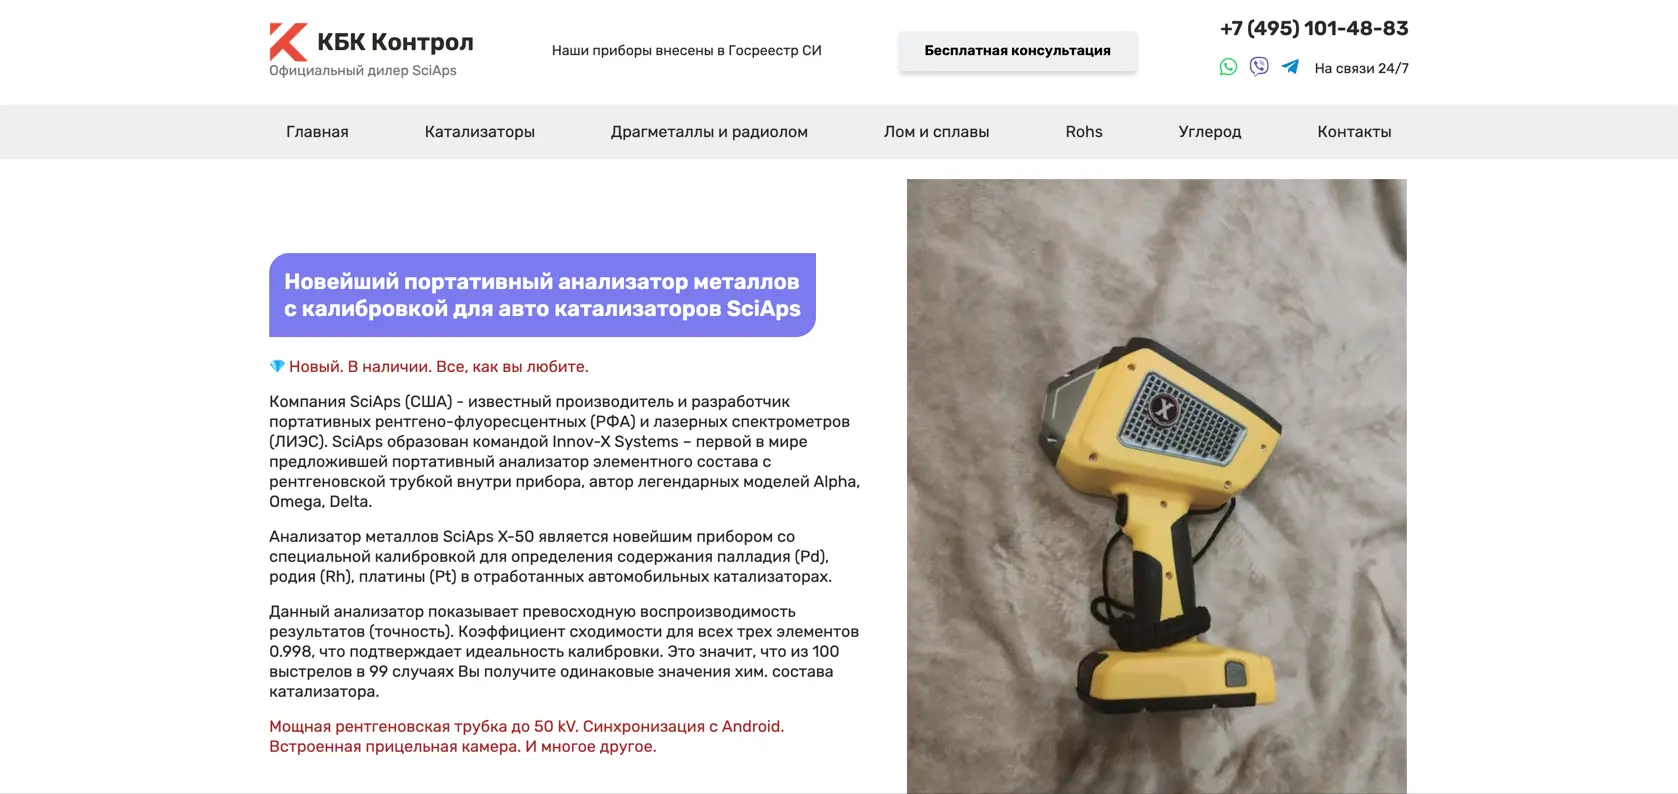 КБК Контрол
Официальный дилер SciAps
Наши приборы внесены в Госреестр СИ
Бесплатная консультация
+7 (495) 101-48-83
На связи 24/7
Главная
Катализаторы
Драгметаллы и радиолом
Лом и сплавы
Rohs
Углерод
Контакты
Новейший портативный анализатор металлов
с калибровкой для авто катализаторов SciAps
Новый. В наличии. Все, как вы любите.
Компания SciAps (США) - известный производитель и разработчик
портативных рентгено-флуоресцентных (РФА) и лазерных спектрометров
(ЛИЭС). SciAps образован командой Innov-X Systems – первой в мире
предложившей портативный анализатор элементного состава с
рентгеновской трубкой внутри прибора, автор легендарных моделей Alpha,
Omega, Delta.
Анализатор металлов SciAps X-50 является новейшим прибором со
специальной калибровкой для определения содержания палладия (Pd),
родия (Rh), платины (Pt) в отработанных автомобильных катализаторах.
Данный анализатор показывает превосходную воспроизводимость
результатов (точность). Коэффициент сходимости для всех трех элементов
0.998, что подтверждает идеальность калибровки. Это значит, что из 100
выстрелов в 99 случаях Вы получите одинаковые значения хим. состава
катализатора.
Мощная рентгеновская трубка до 50 kV. Синхронизация с Android.
Встроенная прицельная камера. И многое другое.
X